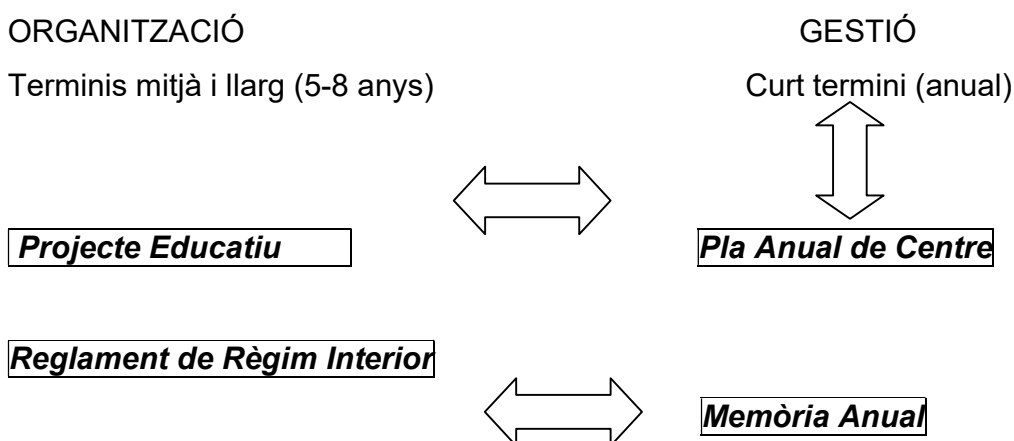 ORGANITZACIÓ GESTIÓ
Terminis mitjà i llarg (5-8 anys) Curt termini (anual)
Projecte Educatiu Pla Anual de Centre
Reglament de Règim Interior
Memòria Anual